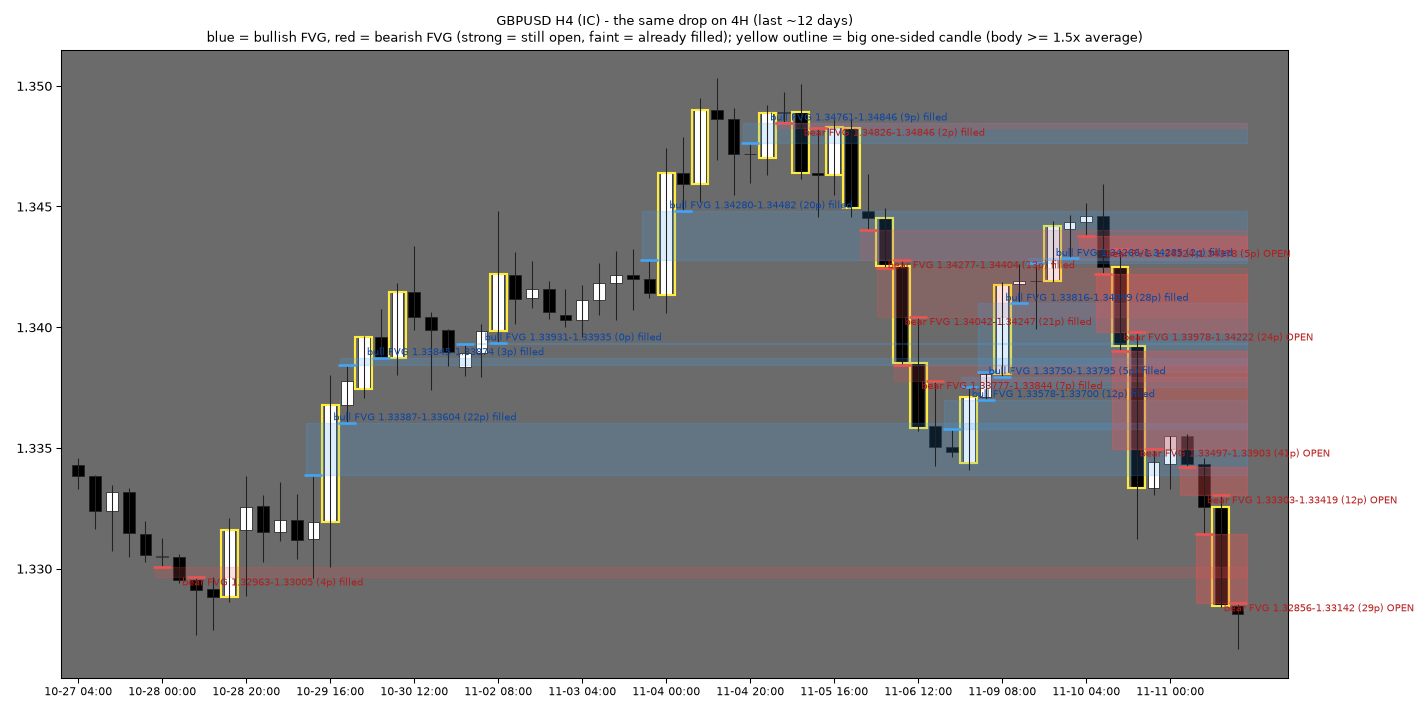 GBPUSD H4 (IC) - the same drop on 4H (last ~12 days)
blue = bullish FVG, red = bearish FVG (strong = still open, faint = already filled); yellow outline = big one-sided candle (body >= 1.5x average)
1.350
bull FVG 1.34761-1.34846 (9p) filled
bear FVG 1.34826-1.34846 (2p) filled
1.345
bull FVG 1.34280-1.34482 (20p) filled
(5p) OPEN
bear FVG 1.34277-1.34404 (13p) filled
bull FVG 1.33816-1.34099 (28p) filled
bear FVG 1.34042-1.34247 (21p) filled
1.340
bull FVG 1.33931-1.33935 (0p) filled
bear FVG 1.33978-1.34222 (24p) OPEN
(3p) filled
bull FVG 1.33750-1.33795 (5p) filled
bear FVG 1.33777-1.33844 (7p) filled
bull FVG 1.33578-1.33700 (12p) filled
bull FVG 1.33387-1.33604 (22p) filled
1.335
bear FVG 1.33497-1.33903 (41p) OPEN
bear FVG 1.33303-1.33419 (12p) OPEN
1.330
bear FVG 1.32963-1.33005 (4p) filled
bear FVG 1.32856-1.33142 (29p) OPEN
10-27 04:00 10-28 00:00 10-28 20:00 10-29 16:00 10-30 12:00 11-02 08:00 11-03 04:00 11-04 00:00 11-04 20:00 11-05 16:00 11-06 12:00 11-09 08:00 11-10 04:00 11-11 00:00